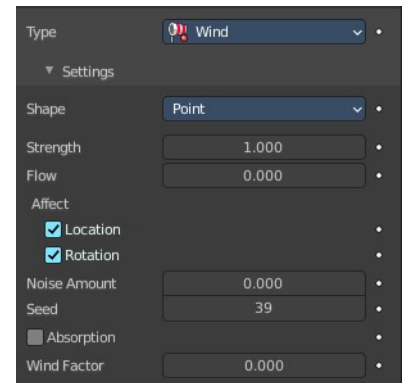 Type Wind
Settings
Shape Point
Strength 1.000
Flow 0.000
Affect
Location
Rotation
Noise Amount 0.000
Seed 39
Absorption
Wind Factor 0.000